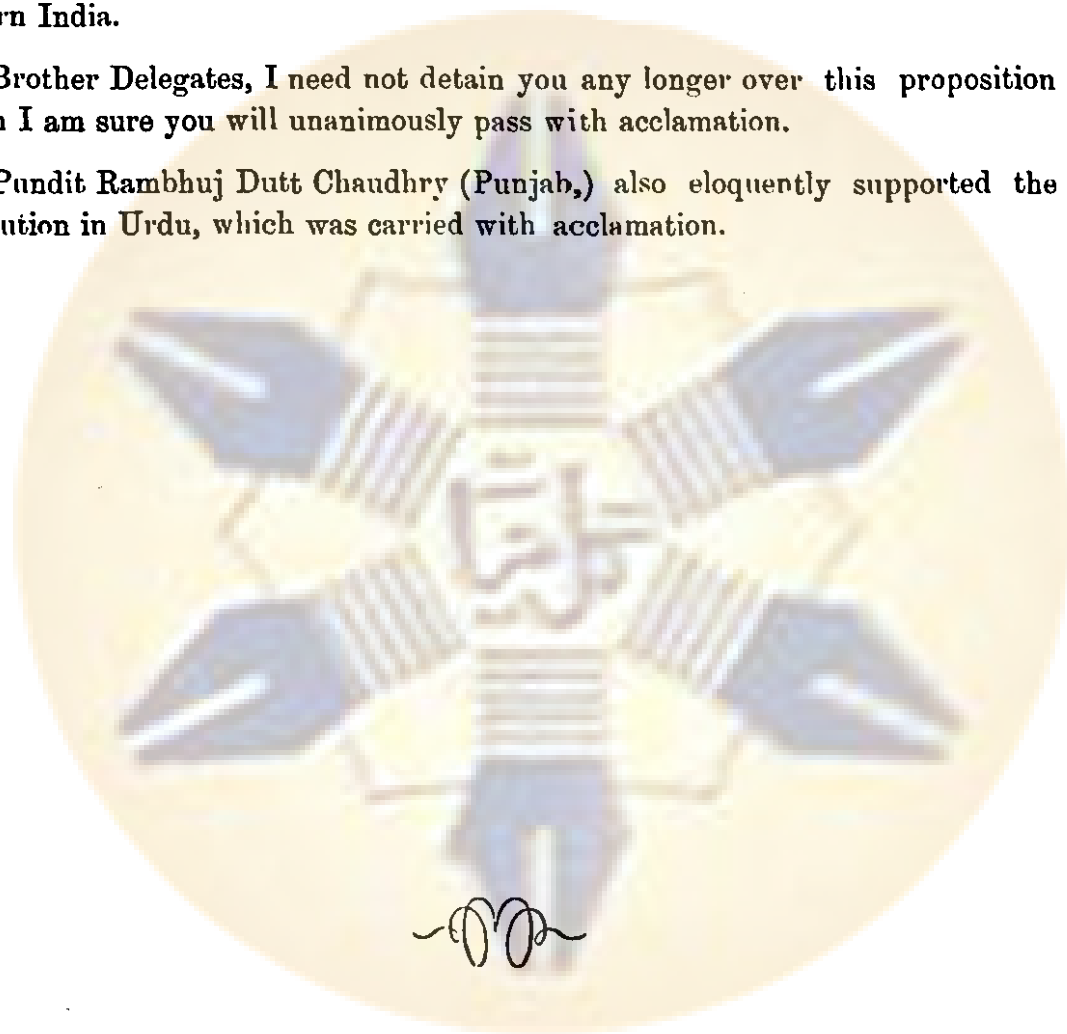 rn India.
Brother Delegates, I need not detain you any longer over this proposition
I am sure you will unanimously pass with acclamation.
Pundit Rambhuj Dutt Chaudhry (Punjab,) also eloquently supported the
ution in Urdu, which was carried with acclamation.